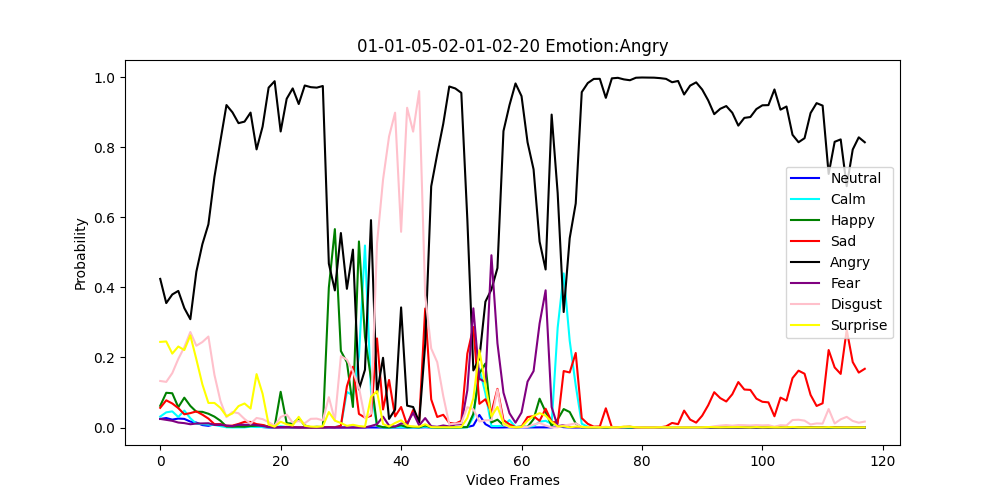 01-01-05-02-01-02-20 Emotion:Angry
Probability
1.0
0.8
0.6
0.4
0.2
0.0
0
20
40
60
80
100
120
Video Frames
Neutral
Calm
Happy
Sad
Angry
Fear
Disgust
Surprise